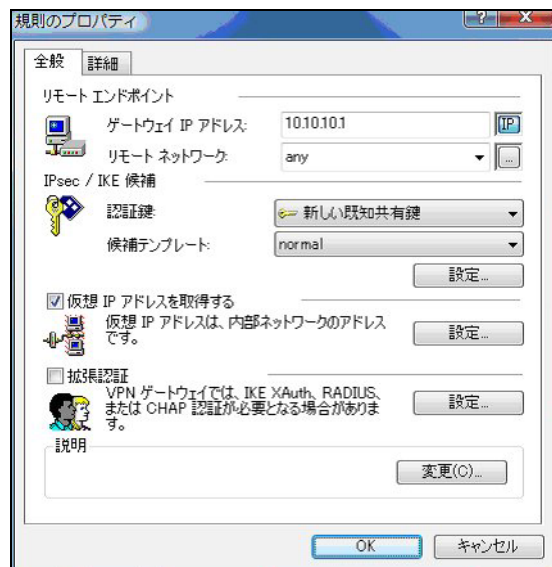 規則のプロパティ
全般 詳細
リモート エンドポイント
ゲートウェイ IP アドレス: 10.10.10.1 IP
リモート ネットワーク: any ...
IPsec / IKE 候補
認証鍵: 新しい既知共有鍵
候補テンプレート: normal
設定...
仮想 IP アドレスを取得する
仮想 IP アドレスは、内部ネットワークのアドレス
です。
設定...
拡張認証
VPN ゲートウェイでは、IKE XAuth、RADIUS、
または CHAP 認証が必要となる場合がありま
す。
設定...
説明
変更(C)...
OK キャンセル